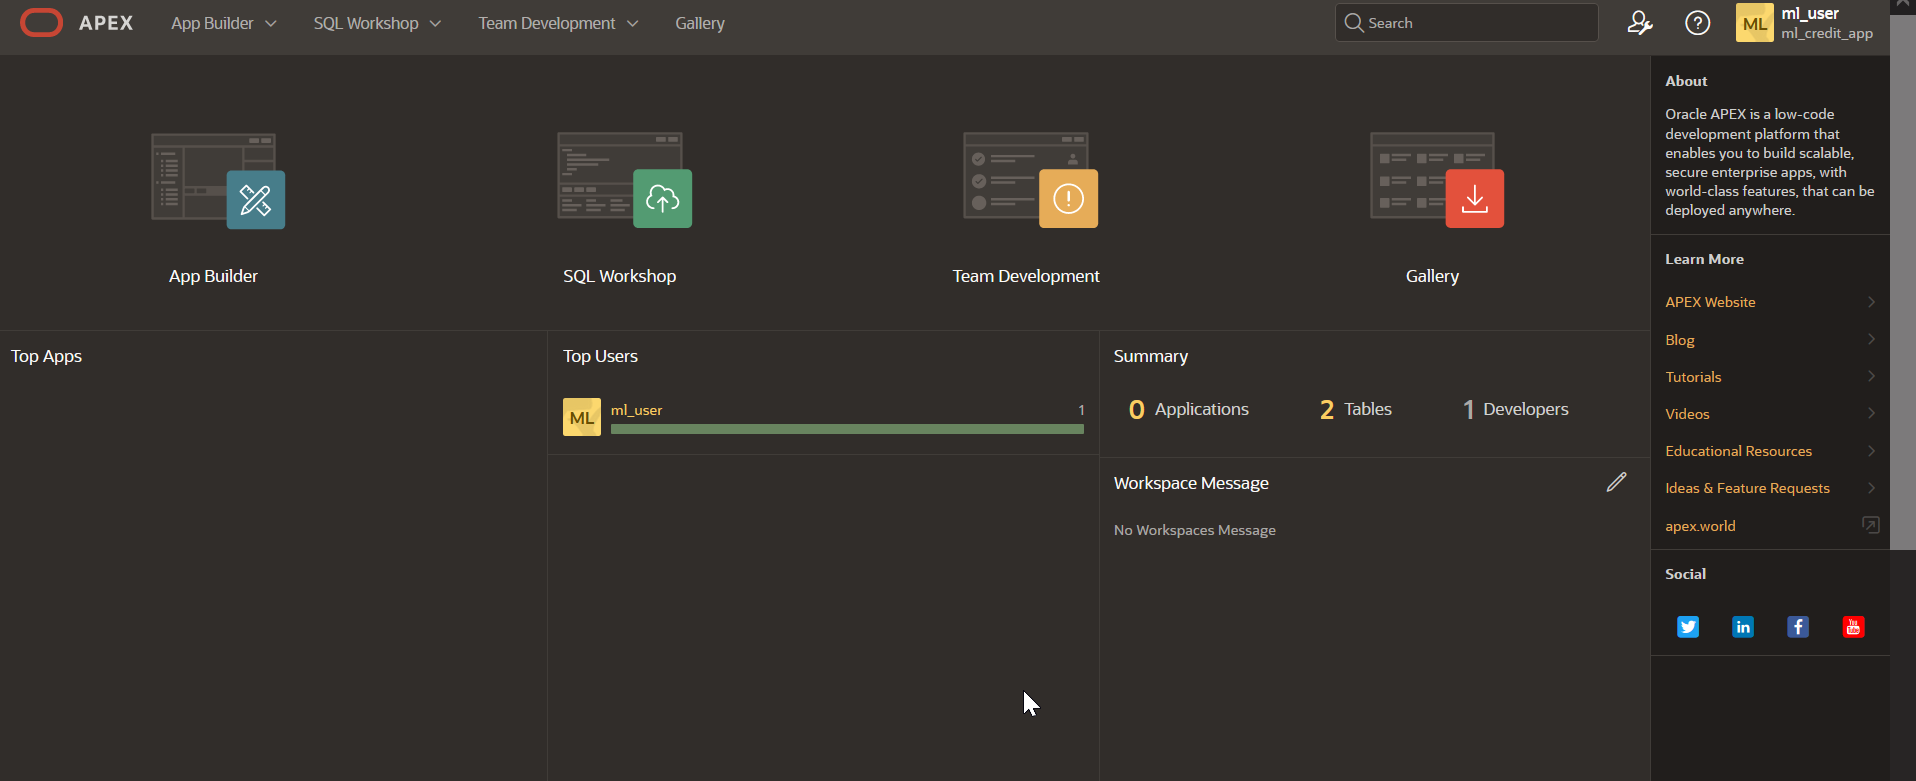 APEX App Builder SQL Workshop Team Development Gallery Search ml_user
ml_credit_app
ML
App Builder SQL Workshop Team Development Gallery
Top Apps
Top Users
ML ml_user 1
Summary
0 Applications 2 Tables 1 Developers
Workspace Message
No Workspaces Message
About
Oracle APEX is a low-code
development platform that
enables you to build scalable,
secure enterprise apps, with
world-class features, that can be
deployed anywhere.
Learn More
APEX Website
Blog
Tutorials
Videos
Educational Resources
Ideas & Feature Requests
apex.world
Social
in f You Tube